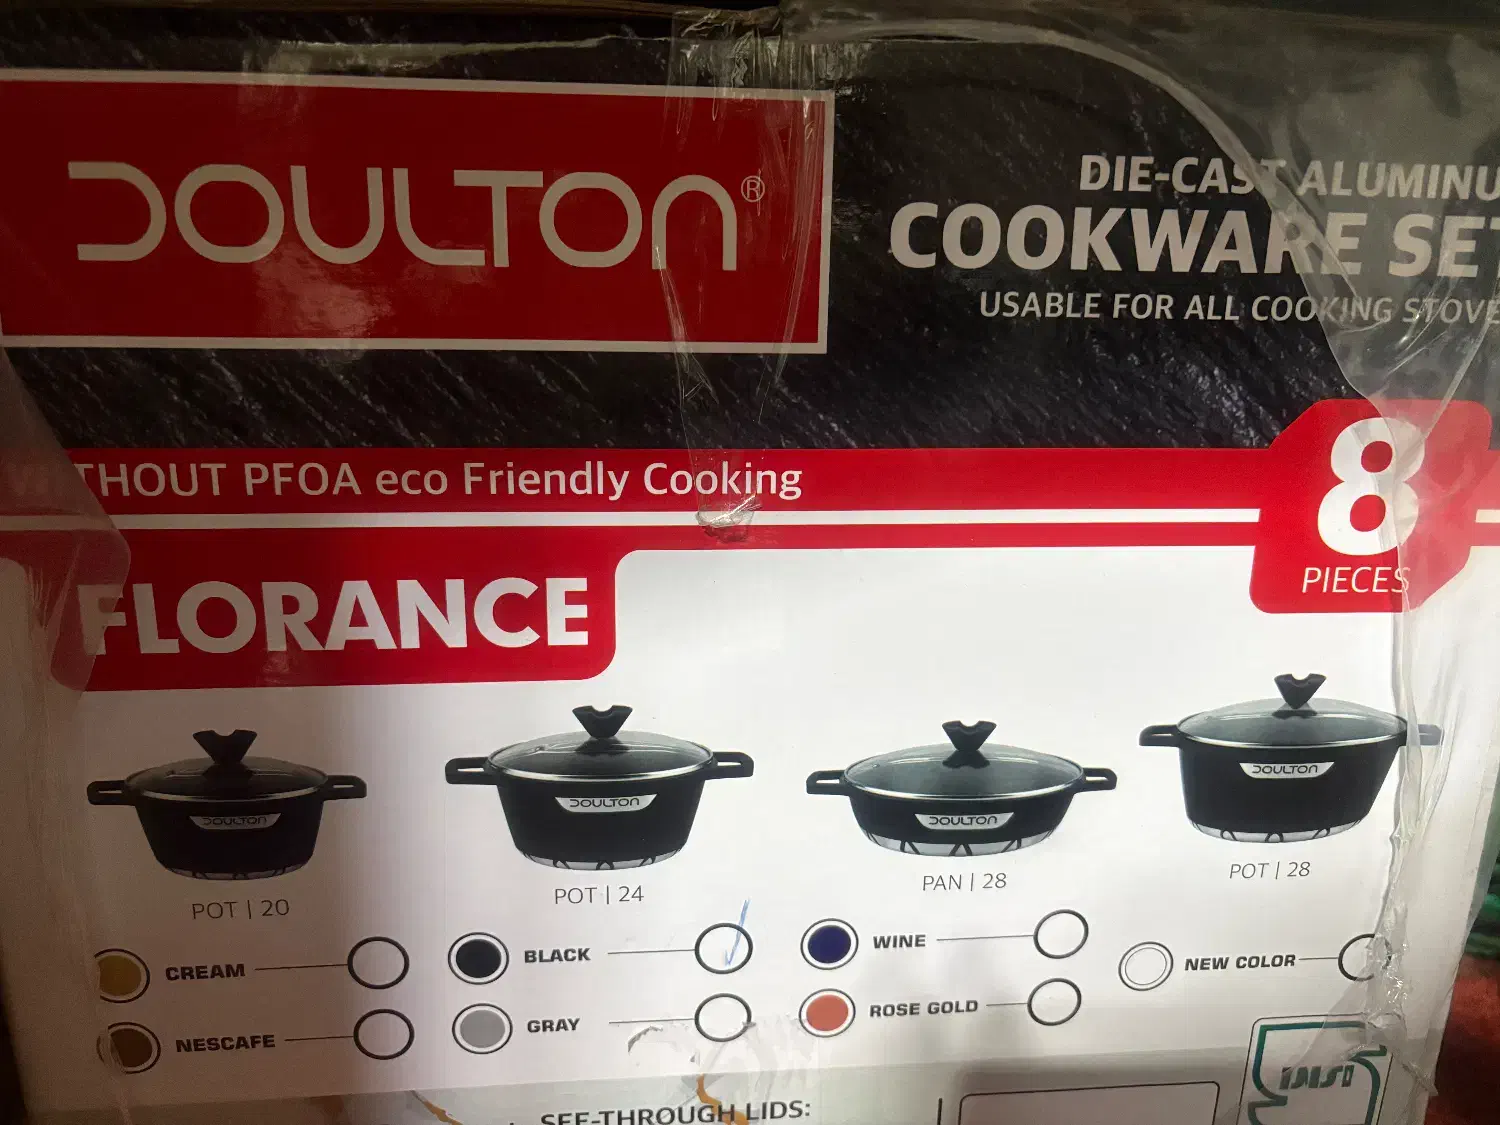 DOULTON®
DIE-CAST ALUMINU
COOKWARE SET
USABLE FOR ALL COOKING STOVE
THOUT PFOA eco Friendly Cooking
8
PIECES
FLORANCE
DOULTON
DOULTON
DOULTON
DOULTON
POT | 20
POT | 24
PAN | 28
POT | 28
CREAM
BLACK
WINE
NEW COLOR
NESCAFE
GRAY
ROSE GOLD
SEE-THROUGH LIDS: